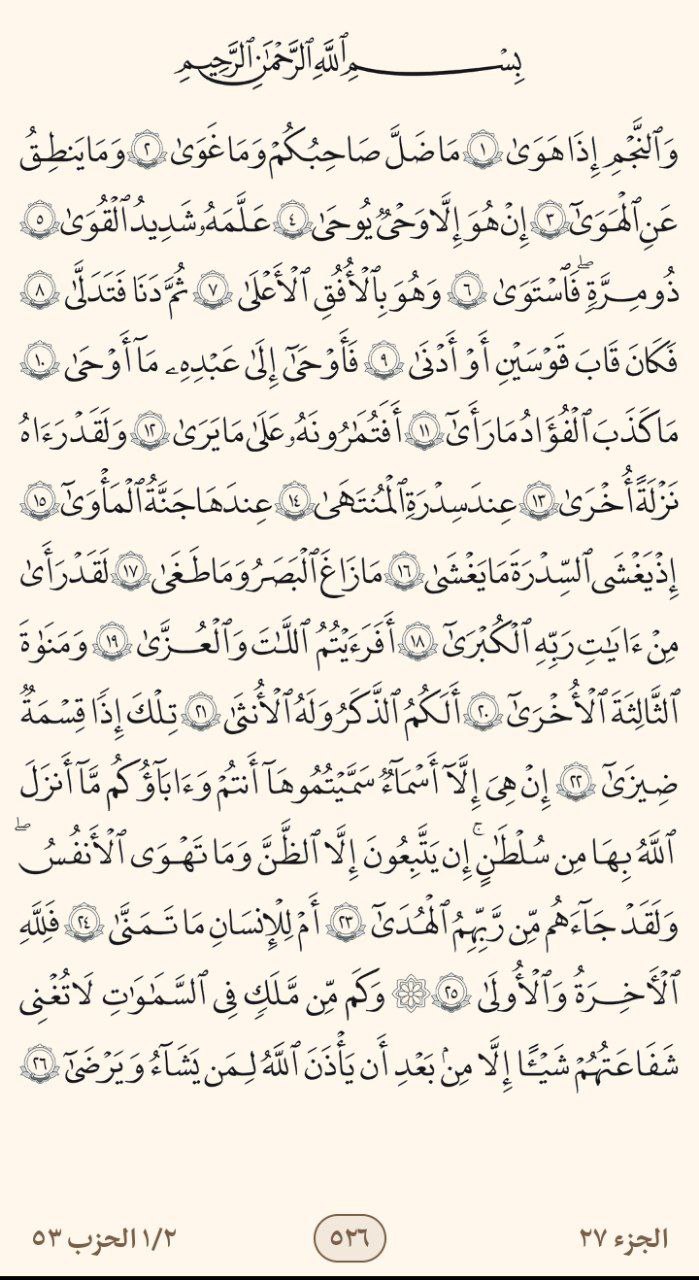 بِسْمِ ٱللَّهِ ٱلرَّحْمَٰنِ ٱلرَّحِيمِ
وَٱلنَّجْمِ إِذَا هَوَىٰ ١ مَا ضَلَّ صَاحِبُكُمْ وَمَا غَوَىٰ ٢ وَمَا يَنطِقُ
عَنِ ٱلْهَوَىٰٓ ٣ إِنْ هُوَ إِلَّا وَحْىٌ يُوحَىٰ ٤ عَلَّمَهُۥ شَدِيدُ ٱلْقُوَىٰ ٥
ذُو مِرَّةٍۖ فَٱسْتَوَىٰ ٦ وَهُوَ بِٱلْأُفُقِ ٱلْأَعْلَىٰ ٧ ثُمَّ دَنَا فَتَدَلَّىٰ ٨
فَكَانَ قَابَ قَوْسَيْنِ أَوْ أَدْنَىٰ ٩ فَأَوْحَىٰٓ إِلَىٰ عَبْدِهِۦ مَآ أَوْحَىٰ ١٠
مَا كَذَبَ ٱلْفُؤَادُ مَا رَأَىٰٓ ١١ أَفَتُمَٰرُونَهُۥ عَلَىٰ مَا يَرَىٰ ١٢ وَلَقَدْ رَءَاهُ
نَزْلَةً أُخْرَىٰ ١٣ عِندَ سِدْرَةِ ٱلْمُنتَهَىٰ ١٤ عِندَهَا جَنَّةُ ٱلْمَأْوَىٰٓ ١٥
إِذْ يَغْشَى ٱلسِّدْرَةَ مَا يَغْشَىٰ ١٦ مَا زَاغَ ٱلْبَصَرُ وَمَا طَغَىٰ ١٧ لَقَدْ رَأَىٰ
مِنْ ءَايَٰتِ رَبِّهِ ٱلْكُبْرَىٰٓ ١٨ أَفَرَءَيْتُمُ ٱللَّٰتَ وَٱلْعُزَّىٰ ١٩ وَمَنَوٰةَ
ٱلثَّالِثَةَ ٱلْأُخْرَىٰٓ ٢٠ أَلَكُمُ ٱلذَّكَرُ وَلَهُ ٱلْأُنثَىٰ ٢١ تِلْكَ إِذًا قِسْمَةٌ
ضِيزَىٰٓ ٢٢ إِنْ هِىَ إِلَّآ أَسْمَآءٌ سَمَّيْتُمُوهَآ أَنتُمْ وَءَابَآؤُكُم مَّآ أَنزَلَ
ٱللَّهُ بِهَا مِن سُلْطَٰنٍۚ إِن يَتَّبِعُونَ إِلَّا ٱلظَّنَّ وَمَا تَهْوَى ٱلْأَنفُسُۖ
وَلَقَدْ جَآءَهُم مِّن رَّبِّهِمُ ٱلْهُدَىٰٓ ٢٣ أَمْ لِلْإِنسَٰنِ مَا تَمَنَّىٰ ٢٤ فَلِلَّهِ
ٱلْأَخِرَةُ وَٱلْأُولَىٰ ٢٥ ۞ وَكَم مِّن مَّلَكٍ فِى ٱلسَّمَٰوَٰتِ لَا تُغْنِى
شَفَٰعَتُهُمْ شَيْـًٔا إِلَّا مِنۢ بَعْدِ أَن يَأْذَنَ ٱللَّهُ لِمَن يَشَآءُ وَيَرْضَىٰٓ ٢٦
الجزء ٢٧
٥٢٦
١/٢ الحزب ٥٣